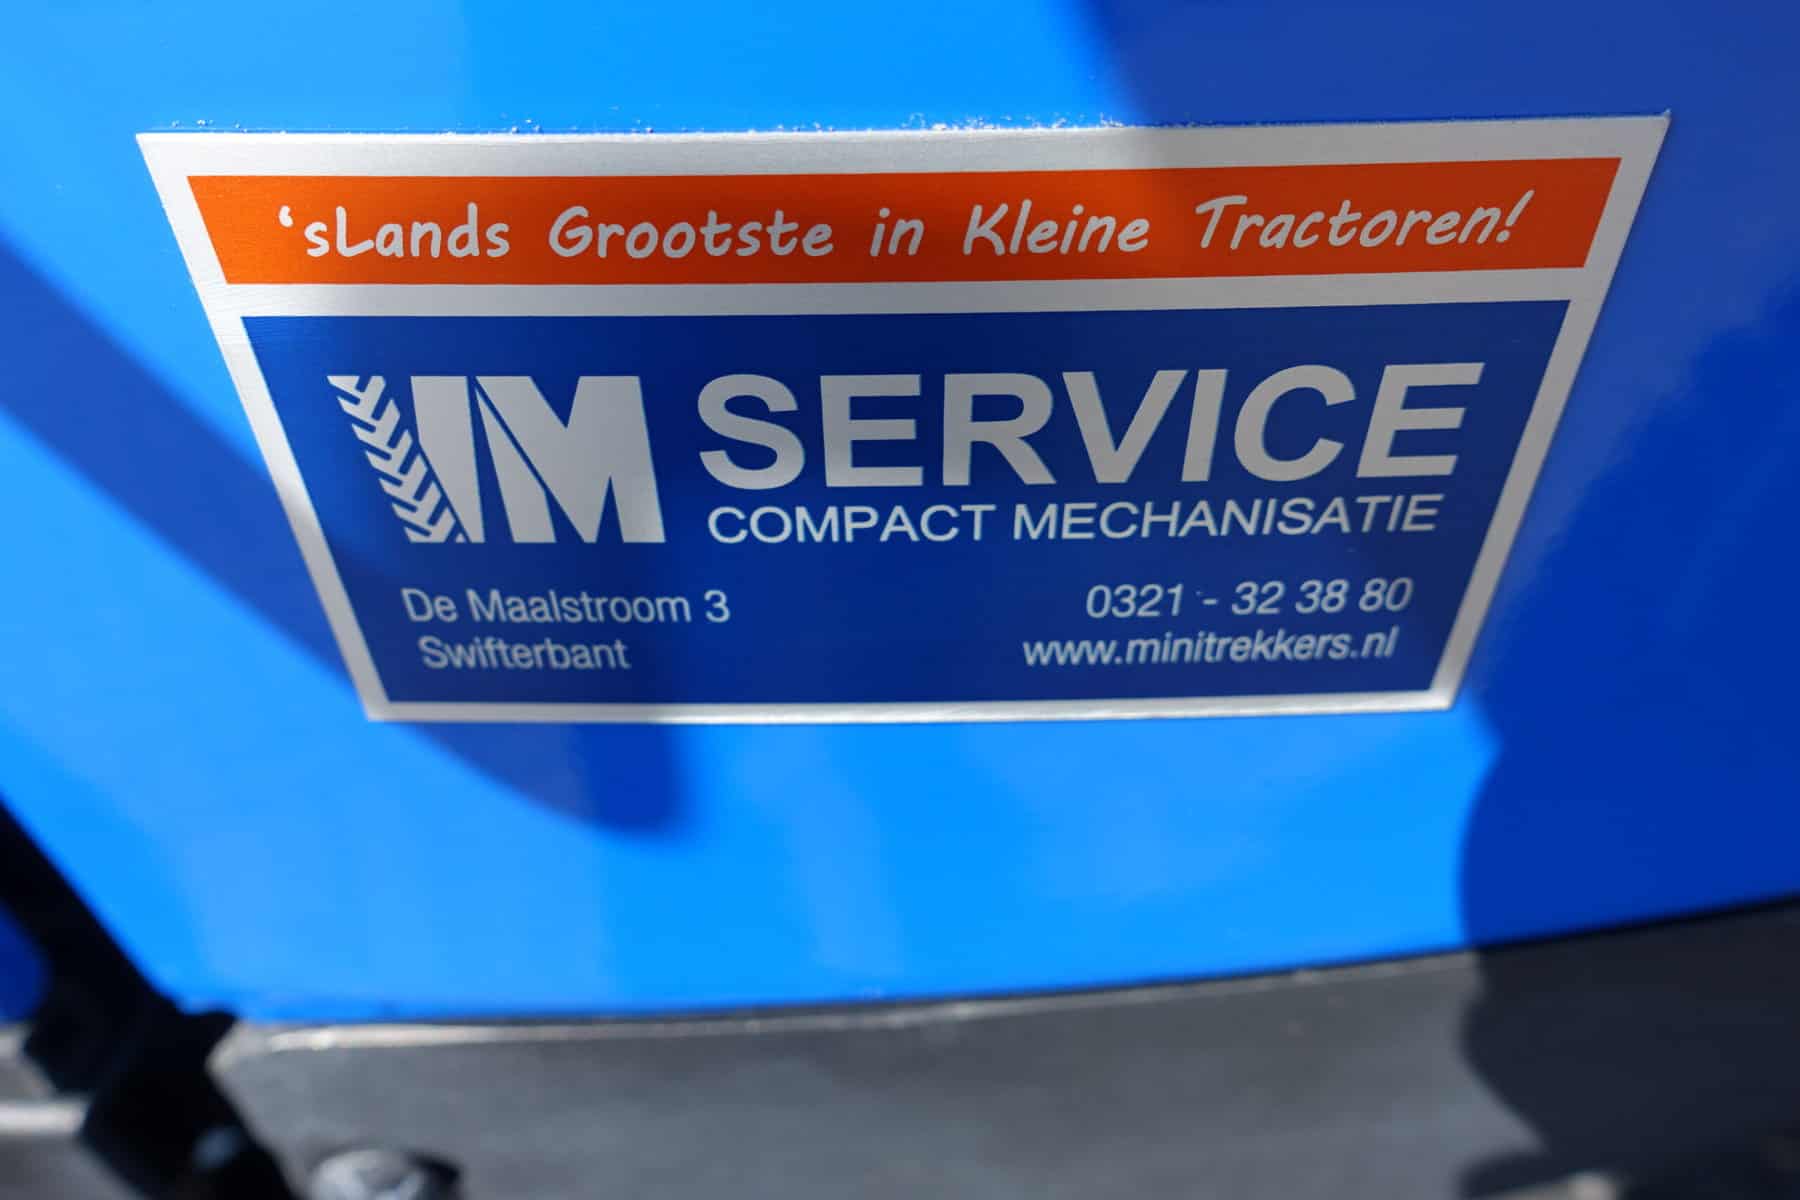 ‘sLands Grootste in Kleine Tractoren!
IM SERVICE
COMPACT MECHANISATIE
De Maalstroom 3
Swifterbant
0321 - 32 38 80
www.minitrekkers.nl